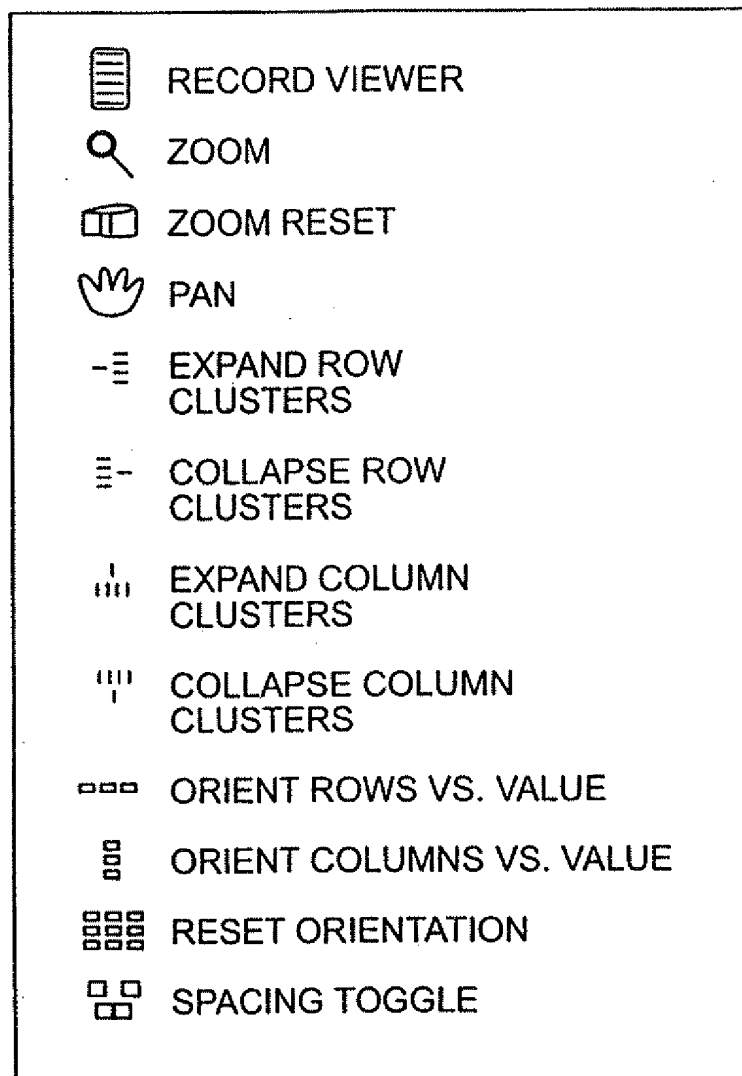 RECORD VIEWER
ZOOM
ZOOM RESET
PAN
EXPAND ROW
CLUSTERS
COLLAPSE ROW
CLUSTERS
EXPAND COLUMN
CLUSTERS
COLLAPSE COLUMN
CLUSTERS
ORIENT ROWS VS. VALUE
ORIENT COLUMNS VS. VALUE
RESET ORIENTATION
SPACING TOGGLE